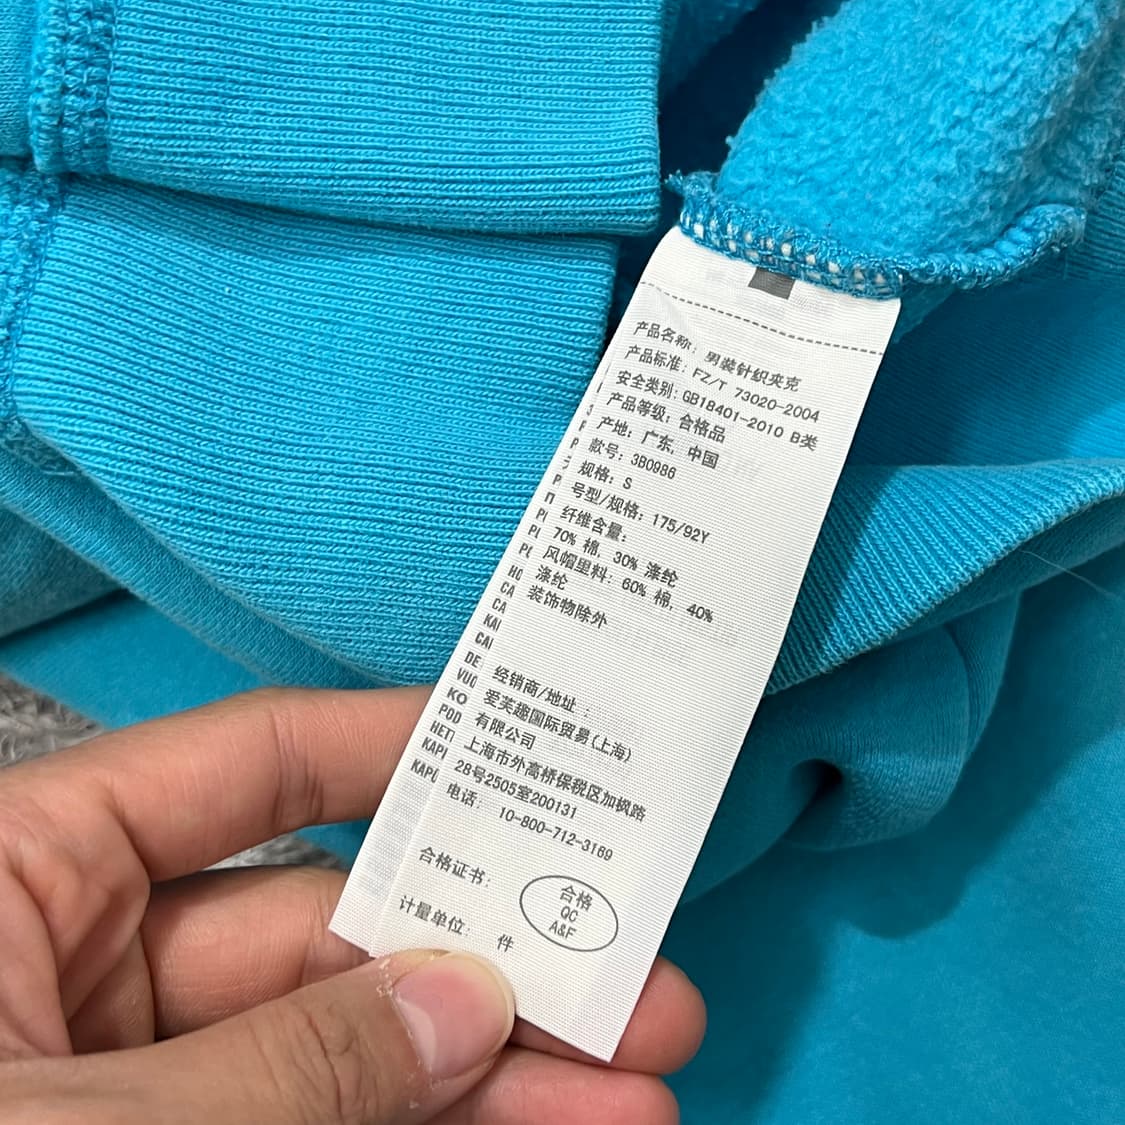 产品名称：男装针织夹克
产品标准：FZ/T 73020-2004
安全类别：GB18401-2010 B类
产品等级：合格品
产地：广东，中国
款号：3B0986
规格：S
号型/规格：175/92Y
纤维含量：
70% 棉，30% 涤纶
风帽里料：60% 棉，40%
涤纶
装饰物除外
经销商/地址：
爱芙趣国际贸易(上海)
有限公司
上海市外高桥保税区加枫路
28号2505室200131
电话： 10-800-712-3169
合格证书：
合格
QC
A&F
计量单位： 件